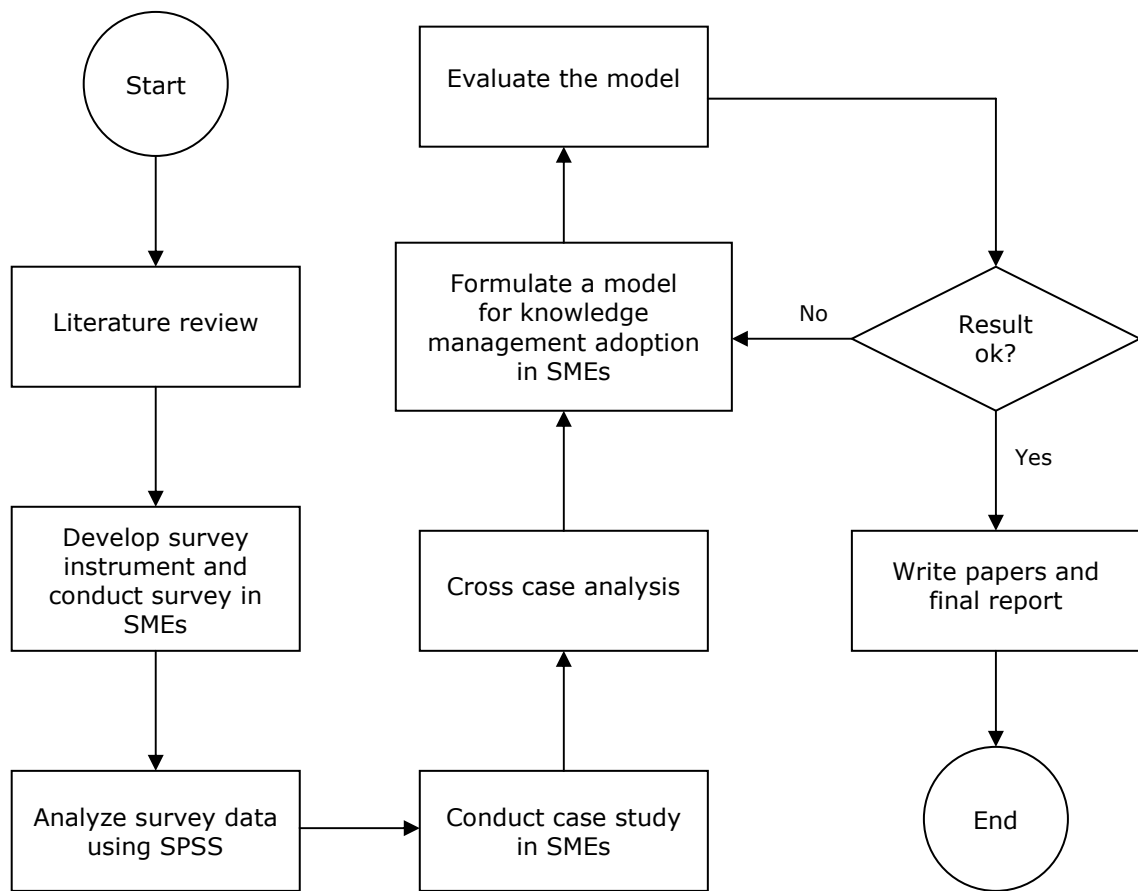 Start
Literature review
Develop survey
instrument and
conduct survey in
SMEs
Analyze survey data
using SPSS
Conduct case study
in SMEs
Cross case analysis
Formulate a model
for knowledge
management adoption
in SMEs
Evaluate the model
Result
ok?
No
Yes
Write papers and
final report
End